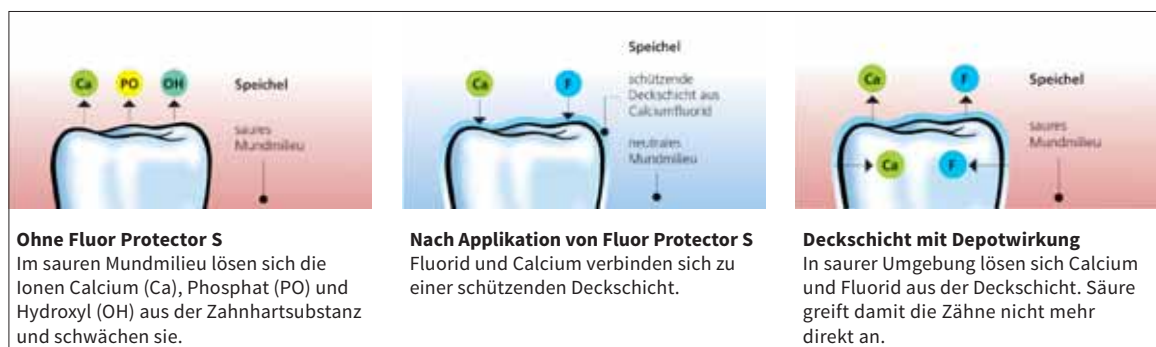 Ca
PO
OH
Speichel
saures
Mundmilieu
Ohne Fluor Protector S
Im sauren Mundmilieu lösen sich die
Ionen Calcium (Ca), Phosphat (PO) und
Hydroxyl (OH) aus der Zahnhartsubstanz
und schwächen sie.
Speichel
Ca
F
schützende
Deckschicht aus
Calciumfluorid
neutrales
Mundmilieu
Nach Applikation von Fluor Protector S
Fluorid und Calcium verbinden sich zu
einer schützenden Deckschicht.
Ca
F
Speichel
saures
Mundmilieu
Ca
F
Deckschicht mit Depotwirkung
In saurer Umgebung lösen sich Calcium
und Fluorid aus der Deckschicht. Säure
greift damit die Zähne nicht mehr
direkt an.